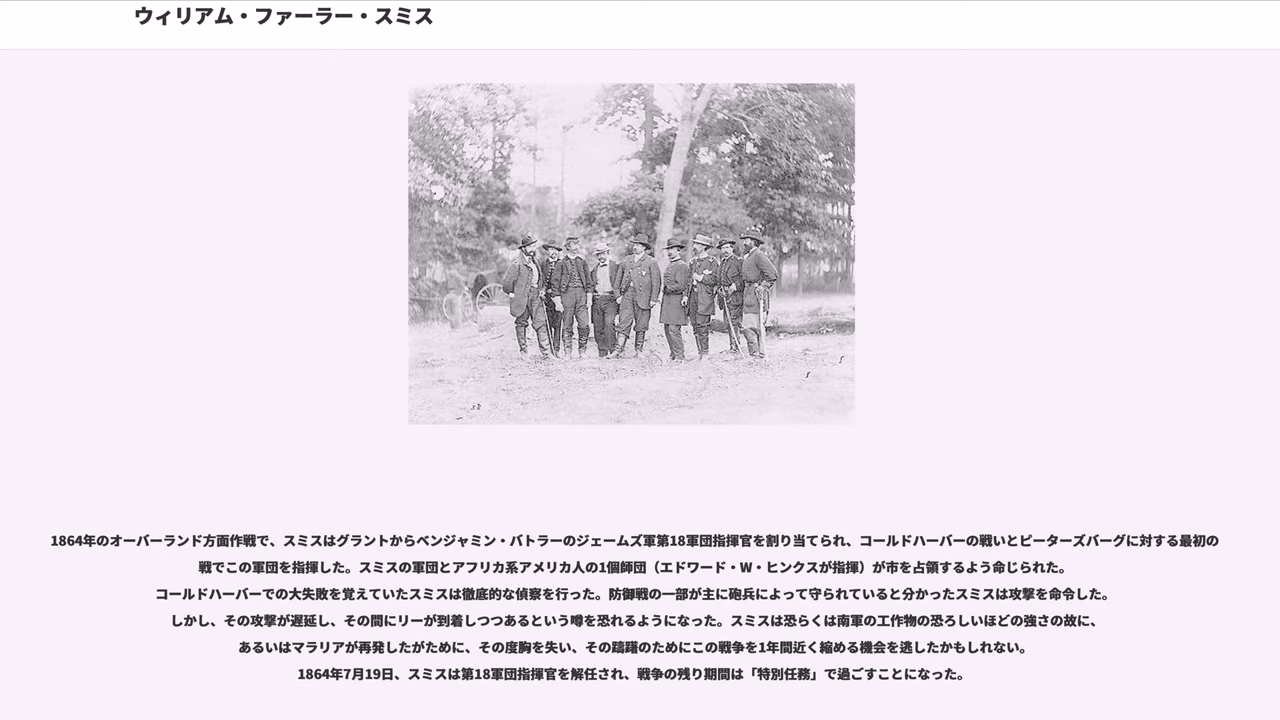 ウィリアム・ファーラー・スミス
1864年のオーバーランド方面作戦で、スミスはグラントからベンジャミン・バトラーのジェームズ軍第18軍団指揮官を割り当てられ、コールドハーバーの戦いとピーターズバーグに対する最初の
戦でこの軍団を指揮した。スミスの軍団とアフリカ系アメリカ人の1個師団（エドワード・W・ヒンクスが指揮）が市を占領するよう命じられた。
コールドハーバーでの大失敗を覚えていたスミスは徹底的な偵察を行った。防御戦の一部が主に砲兵によって守られていると分かったスミスは攻撃を命令した。
しかし、その攻撃が遅延し、その間にリーが到着しつつあるという噂を恐れるようになった。スミスは恐らくは南軍の工作物の恐ろしいほどの強さの故に、
あるいはマラリアが再発したがために、その度胸を失い、その躊躇のためにこの戦争を1年間近く縮める機会を逃したかもしれない。
1864年7月19日、スミスは第18軍団指揮官を解任され、戦争の残り期間は「特別任務」で過ごすことになった。